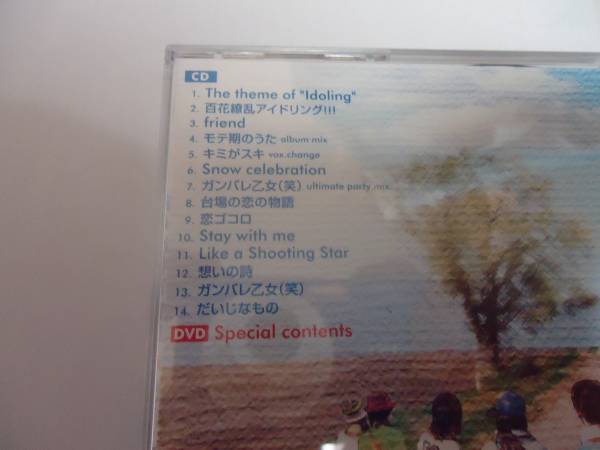 CD
1. The theme of "Idoling"
2. 百花繚乱アイドリング!!!
3. friend
4. モテ期のうた album mix
5. キミがスキ vox.change
6. Snow celebration
7. ガンバレ乙女(笑) ultimate party mix
8. 台場の恋の物語
9. 恋ゴコロ
10. Stay with me
11. Like a Shooting Star
12. 想いの詩
13. ガンバレ乙女(笑)
14. だいじなもの
DVD Special contents